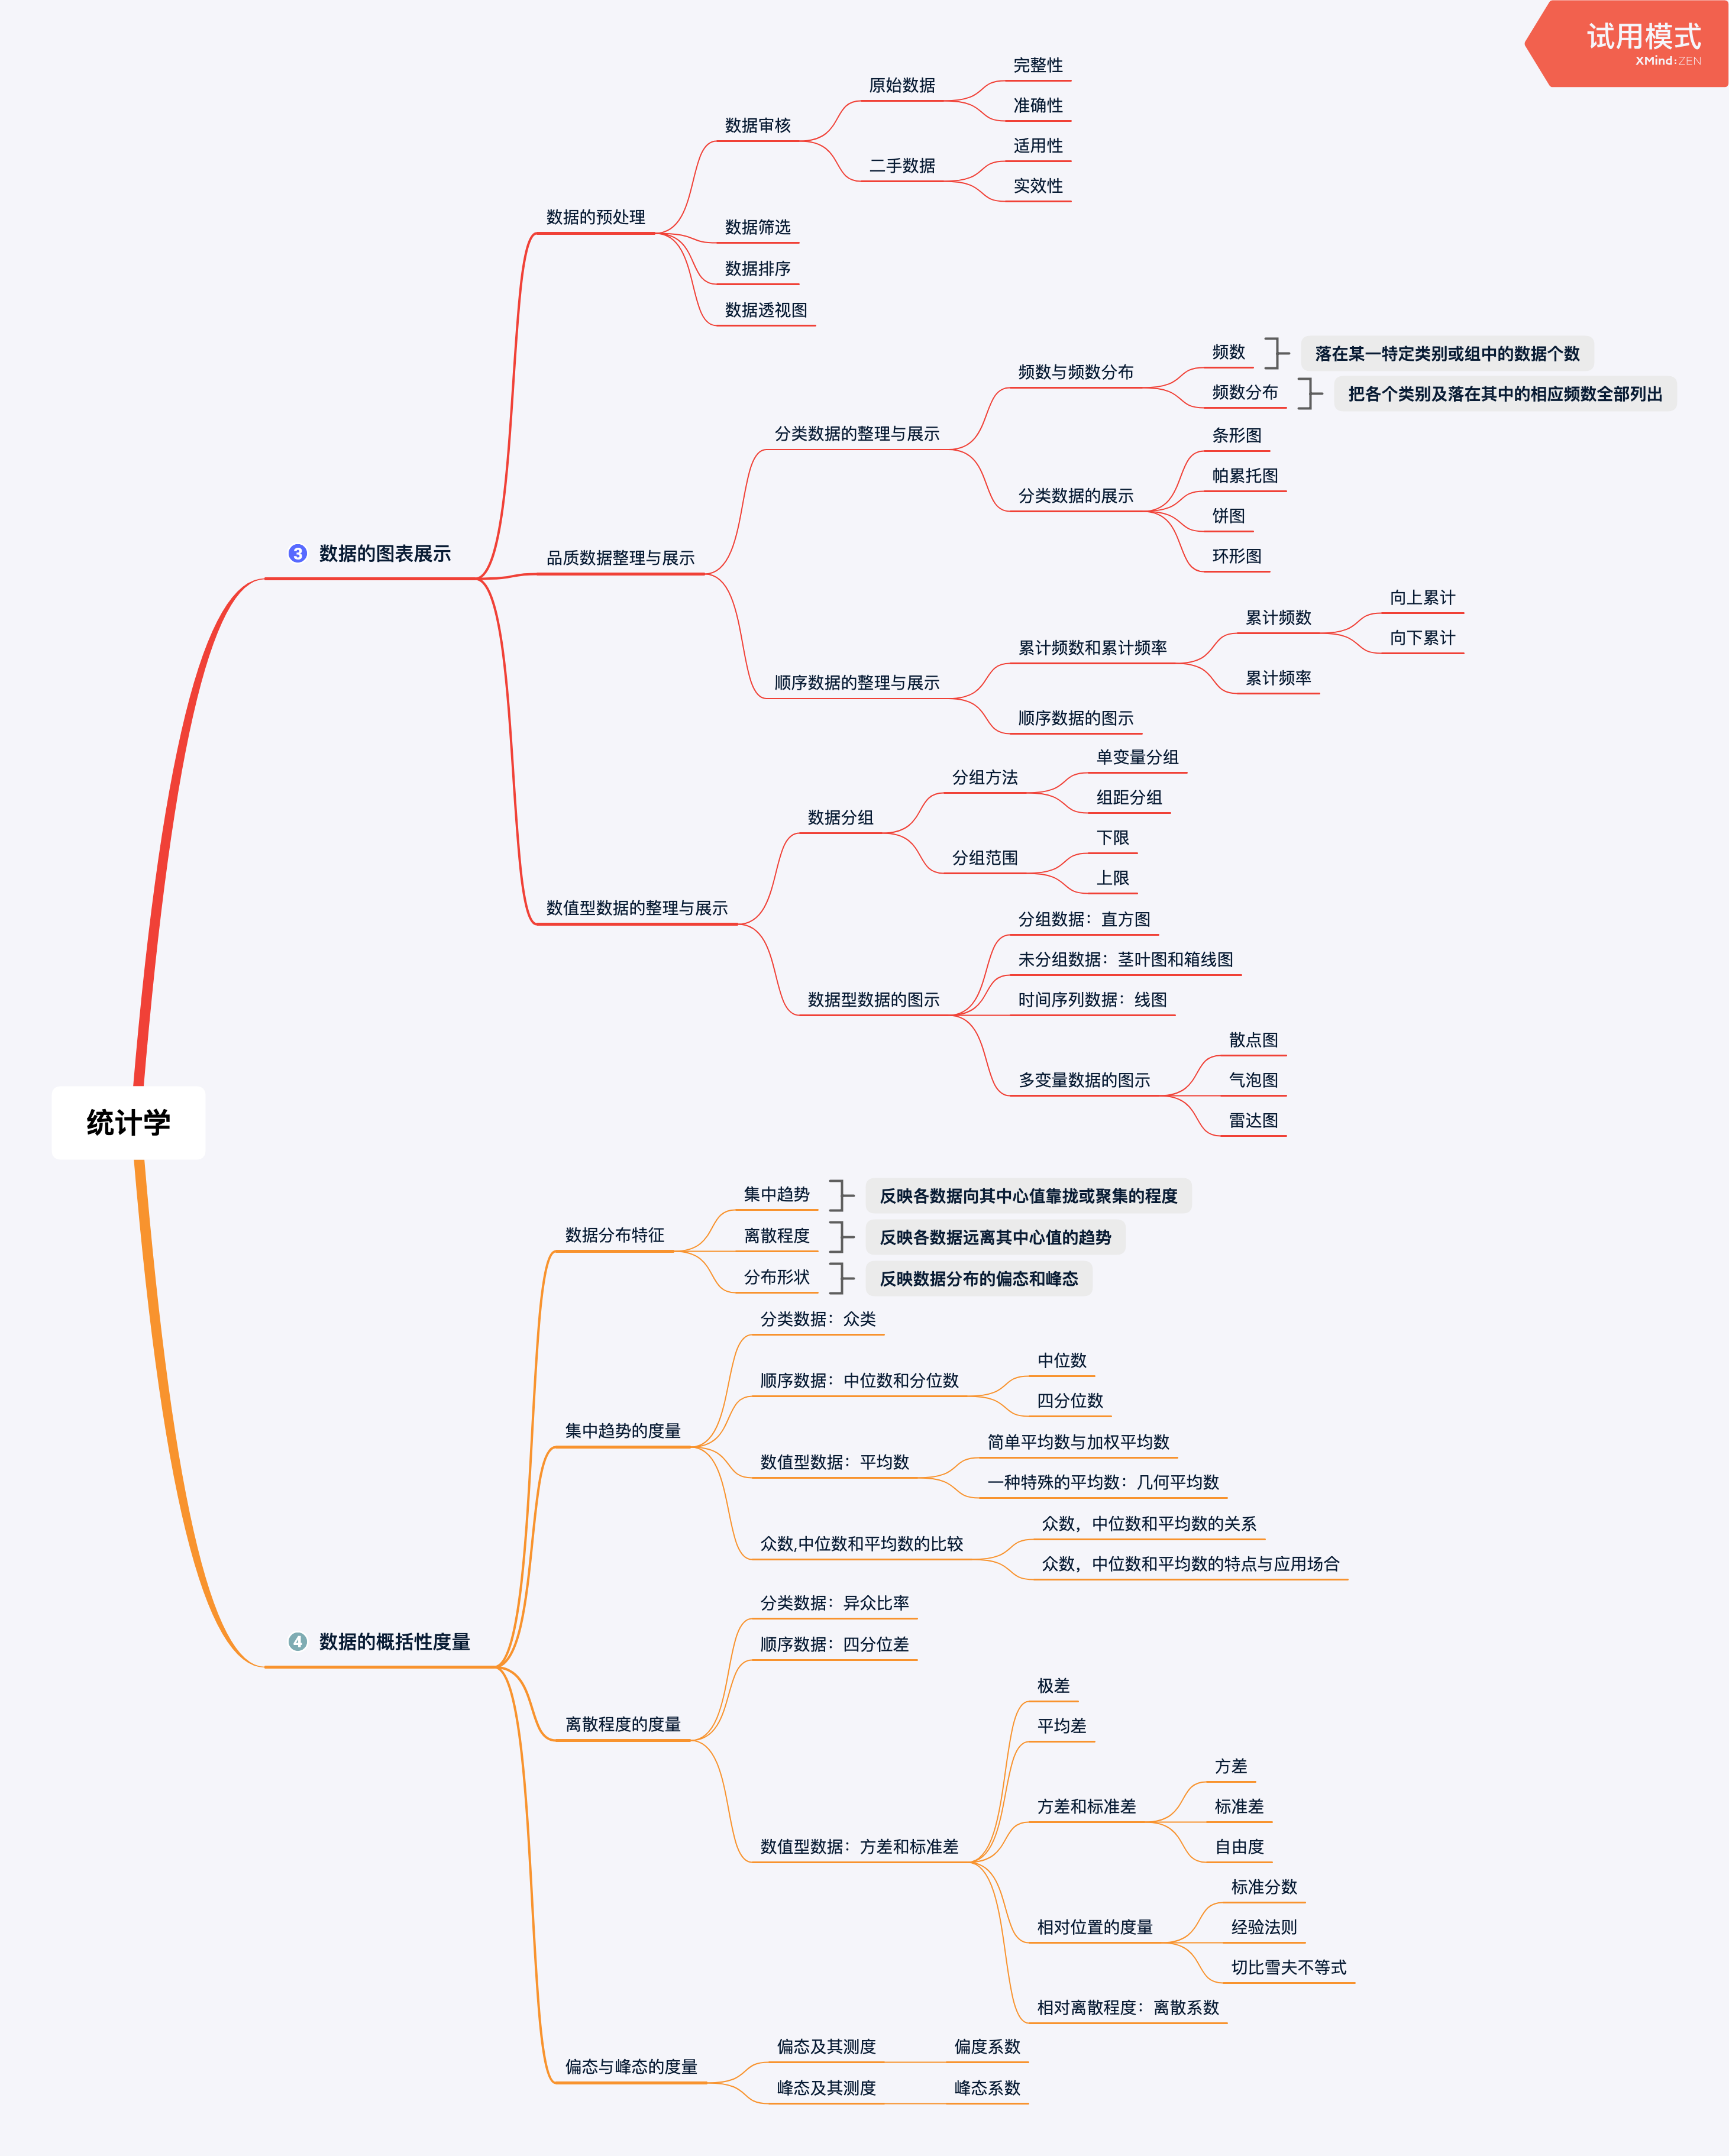 试用模式
XMind:ZEN
统计学
3 数据的图表展示
数据的预处理
数据审核
原始数据
完整性
准确性
二手数据
适用性
实效性
数据筛选
数据排序
数据透视图
品质数据整理与展示
分类数据的整理与展示
频数与频数分布
频数
落在某一特定类别或组中的数据个数
频数分布
把各个类别及落在其中的相应频数全部列出
分类数据的展示
条形图
帕累托图
饼图
环形图
顺序数据的整理与展示
累计频数和累计频率
累计频数
向上累计
向下累计
累计频率
顺序数据的图示
数值型数据的整理与展示
数据分组
分组方法
单变量分组
组距分组
分组范围
下限
上限
数据型数据的图示
分组数据：直方图
未分组数据：茎叶图和箱线图
时间序列数据：线图
多变量数据的图示
散点图
气泡图
雷达图
4 数据的概括性度量
数据分布特征
集中趋势
反映各数据向其中心值靠拢或聚集的程度
离散程度
反映各数据远离其中心值的趋势
分布形状
反映数据分布的偏态和峰态
集中趋势的度量
分类数据：众类
顺序数据：中位数和分位数
中位数
四分位数
数值型数据：平均数
简单平均数与加权平均数
一种特殊的平均数：几何平均数
众数,中位数和平均数的比较
众数，中位数和平均数的关系
众数，中位数和平均数的特点与应用场合
离散程度的度量
分类数据：异众比率
顺序数据：四分位差
数值型数据：方差和标准差
极差
平均差
方差和标准差
方差
标准差
自由度
相对位置的度量
标准分数
经验法则
切比雪夫不等式
相对离散程度：离散系数
偏态与峰态的度量
偏态及其测度
偏度系数
峰态及其测度
峰态系数